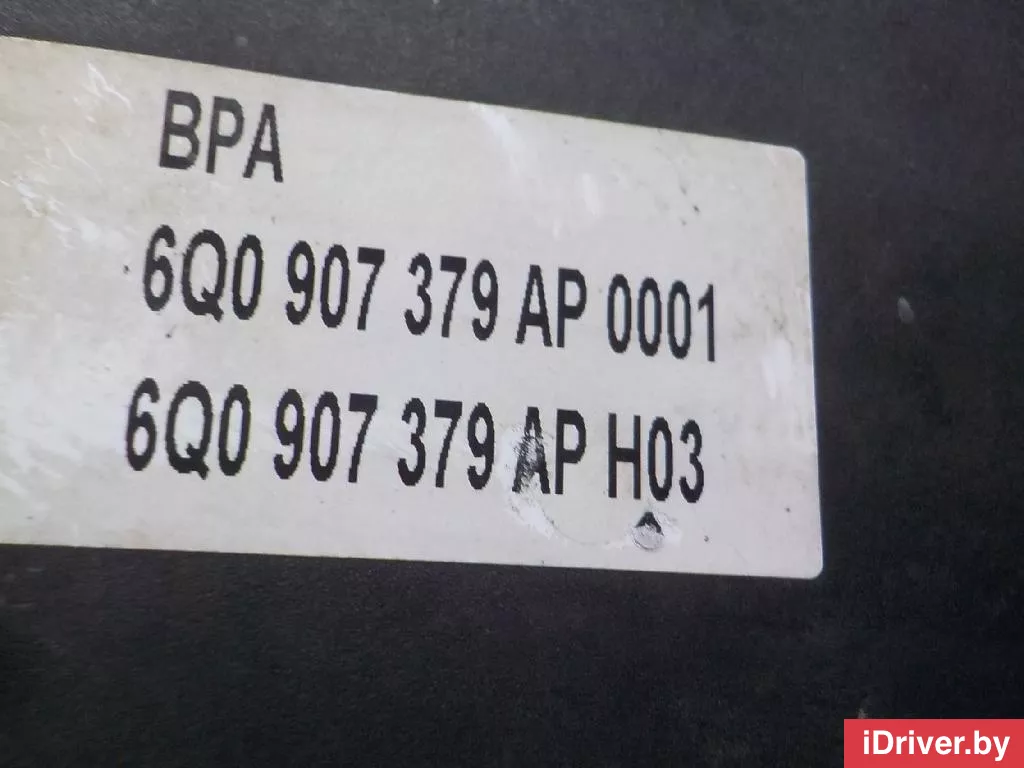 BPA
6Q0 907 379 AP 0001
6Q0 907 379 AP H03
iDriver.by